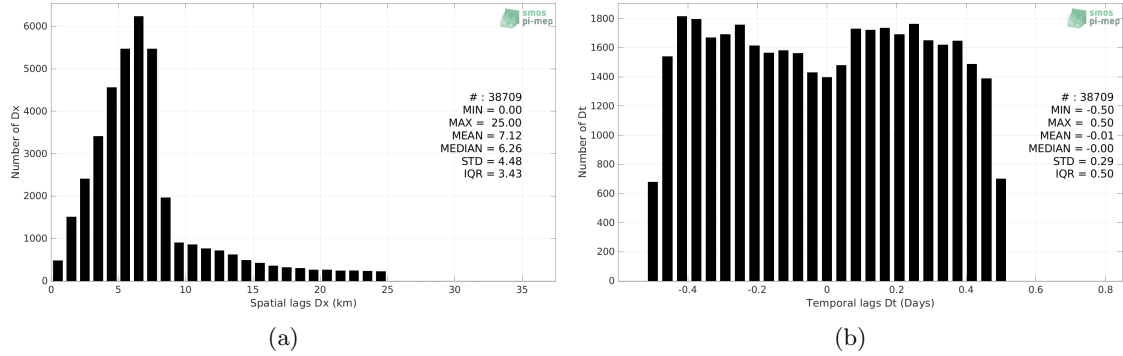 6000
5000
4000
3000
2000
1000
0
Number of Dx
0 5 10 15 20 25 30 35
Spatial lags Dx (km)
smos
pi-mep
# : 38709
MIN = 0.00
MAX = 25.00
MEAN = 7.12
MEDIAN = 6.26
STD = 4.48
IQR = 3.43
(a)
1800
1600
1400
1200
1000
800
600
400
200
0
Number of Dt
-0.4 -0.2 0 0.2 0.4 0.6 0.8
Temporal lags Dt (Days)
smos
pi-mep
# : 38709
MIN = -0.50
MAX = 0.50
MEAN = -0.01
MEDIAN = -0.00
STD = 0.29
IQR = 0.50
(b)